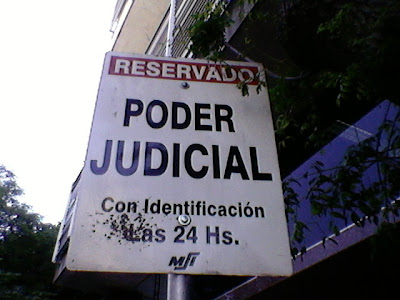 RESERVADO
PODER
JUDICIAL
Con Identificación
Las 24 Hs.